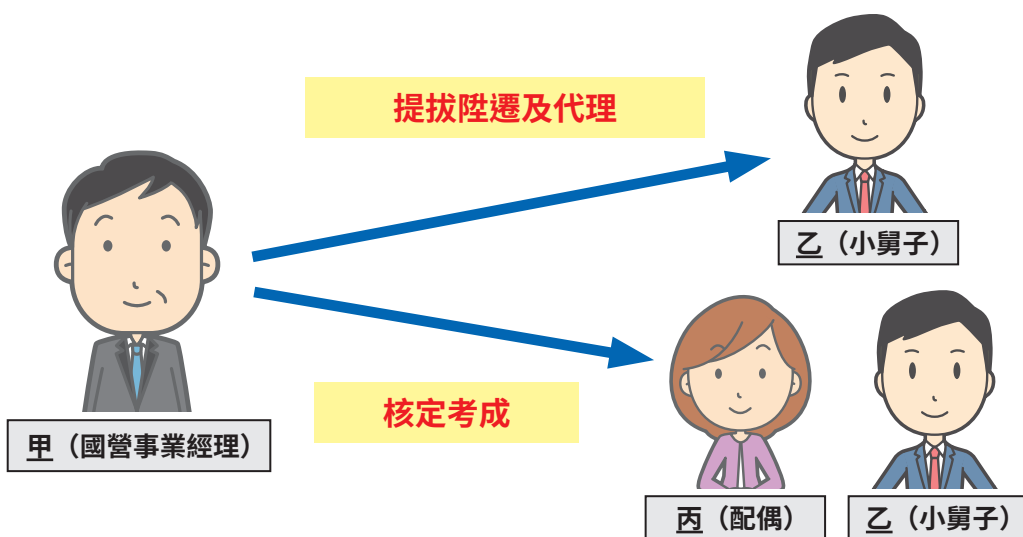 提拔陞遷及代理
乙（小舅子）
甲（國營事業經理）
核定考成
丙（配偶）
乙（小舅子）